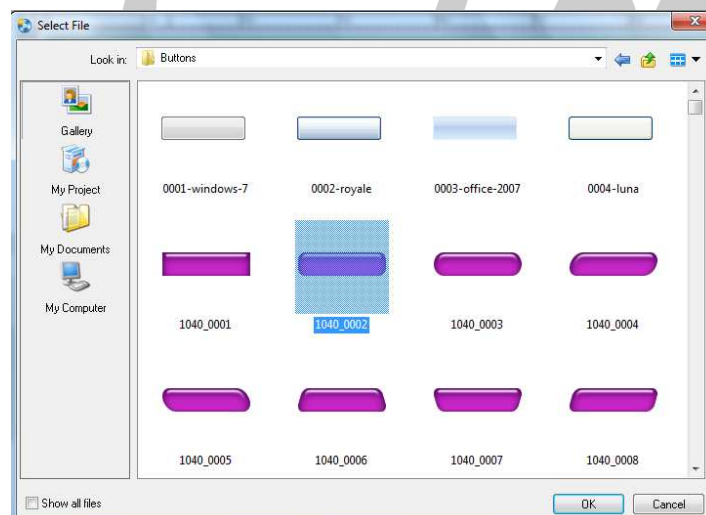 Select File
Look in: Buttons
Gallery
My Project
My Documents
My Computer
0001-windows-7 0002-royale 0003-office-2007 0004-luna
1040_0001 1040_0002 1040_0003 1040_0004
1040_0005 1040_0006 1040_0007 1040_0008
Show all files OK Cancel